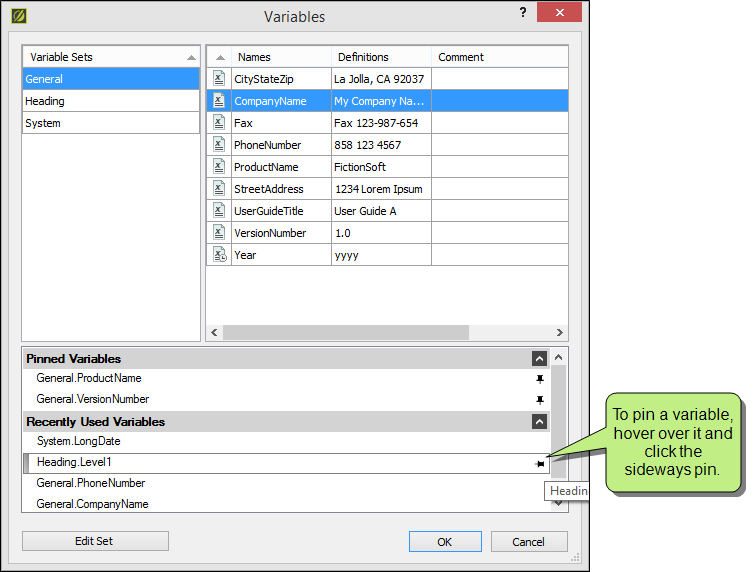 Variables
?
Variable Sets
General
Heading
System
Names Definitions Comment
CityStateZip La Jolla, CA 92037
CompanyName My Company Na...
Fax Fax 123-987-654
PhoneNumber 858 123 4567
ProductName FictionSoft
StreetAddress 1234 Lorem Ipsum
UserGuideTitle User Guide A
VersionNumber 1.0
Year yyyy
Pinned Variables
General.ProductName
General.VersionNumber
Recently Used Variables
System.LongDate
Heading.Level1
General.PhoneNumber
Headin
General.CompanyName
To pin a variable,
hover over it and
click the
sideways pin.
Edit Set
OK
Cancel